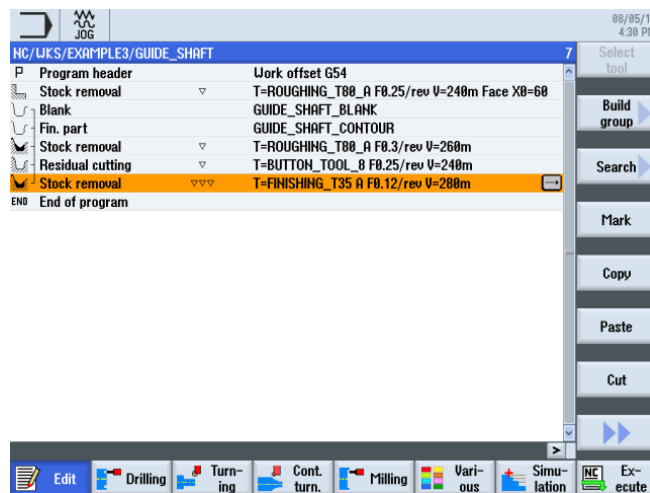 JOG
08/05/1
4:30 P
NC/WKS/EXAMPLE3/GUIDE_SHAFT 7
Select
tool
P Program header Work offset G54
Stock removal ▽ T=ROUGHING_T80_A F0.25/rev V=240m Face X0=60
Blank GUIDE_SHAFT_BLANK
Fin. part GUIDE_SHAFT_CONTOUR
Stock removal ▽ T=ROUGHING_T80_A F0.3/rev V=260m
Residual cutting ▽ T=BUTTON_TOOL_8 F0.25/rev V=240m
Stock removal ▽▽▽ T=FINISHING_T35 A F0.12/rev V=280m
END End of program
Build
group
Search
Mark
Copy
Paste
Cut
Edit
Drilling
Turn-
ing
Cont.
turn.
Milling
Vari-
ous
Simu-
lation
NC Ex-
ecute